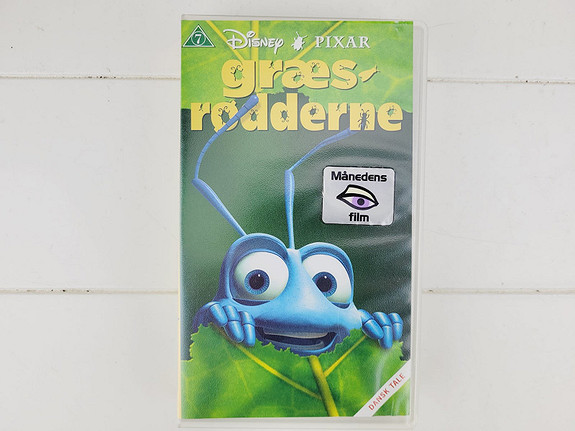 7
Disney PIXAR
græs-
rødderne
Månedens
film
DANSK TALE